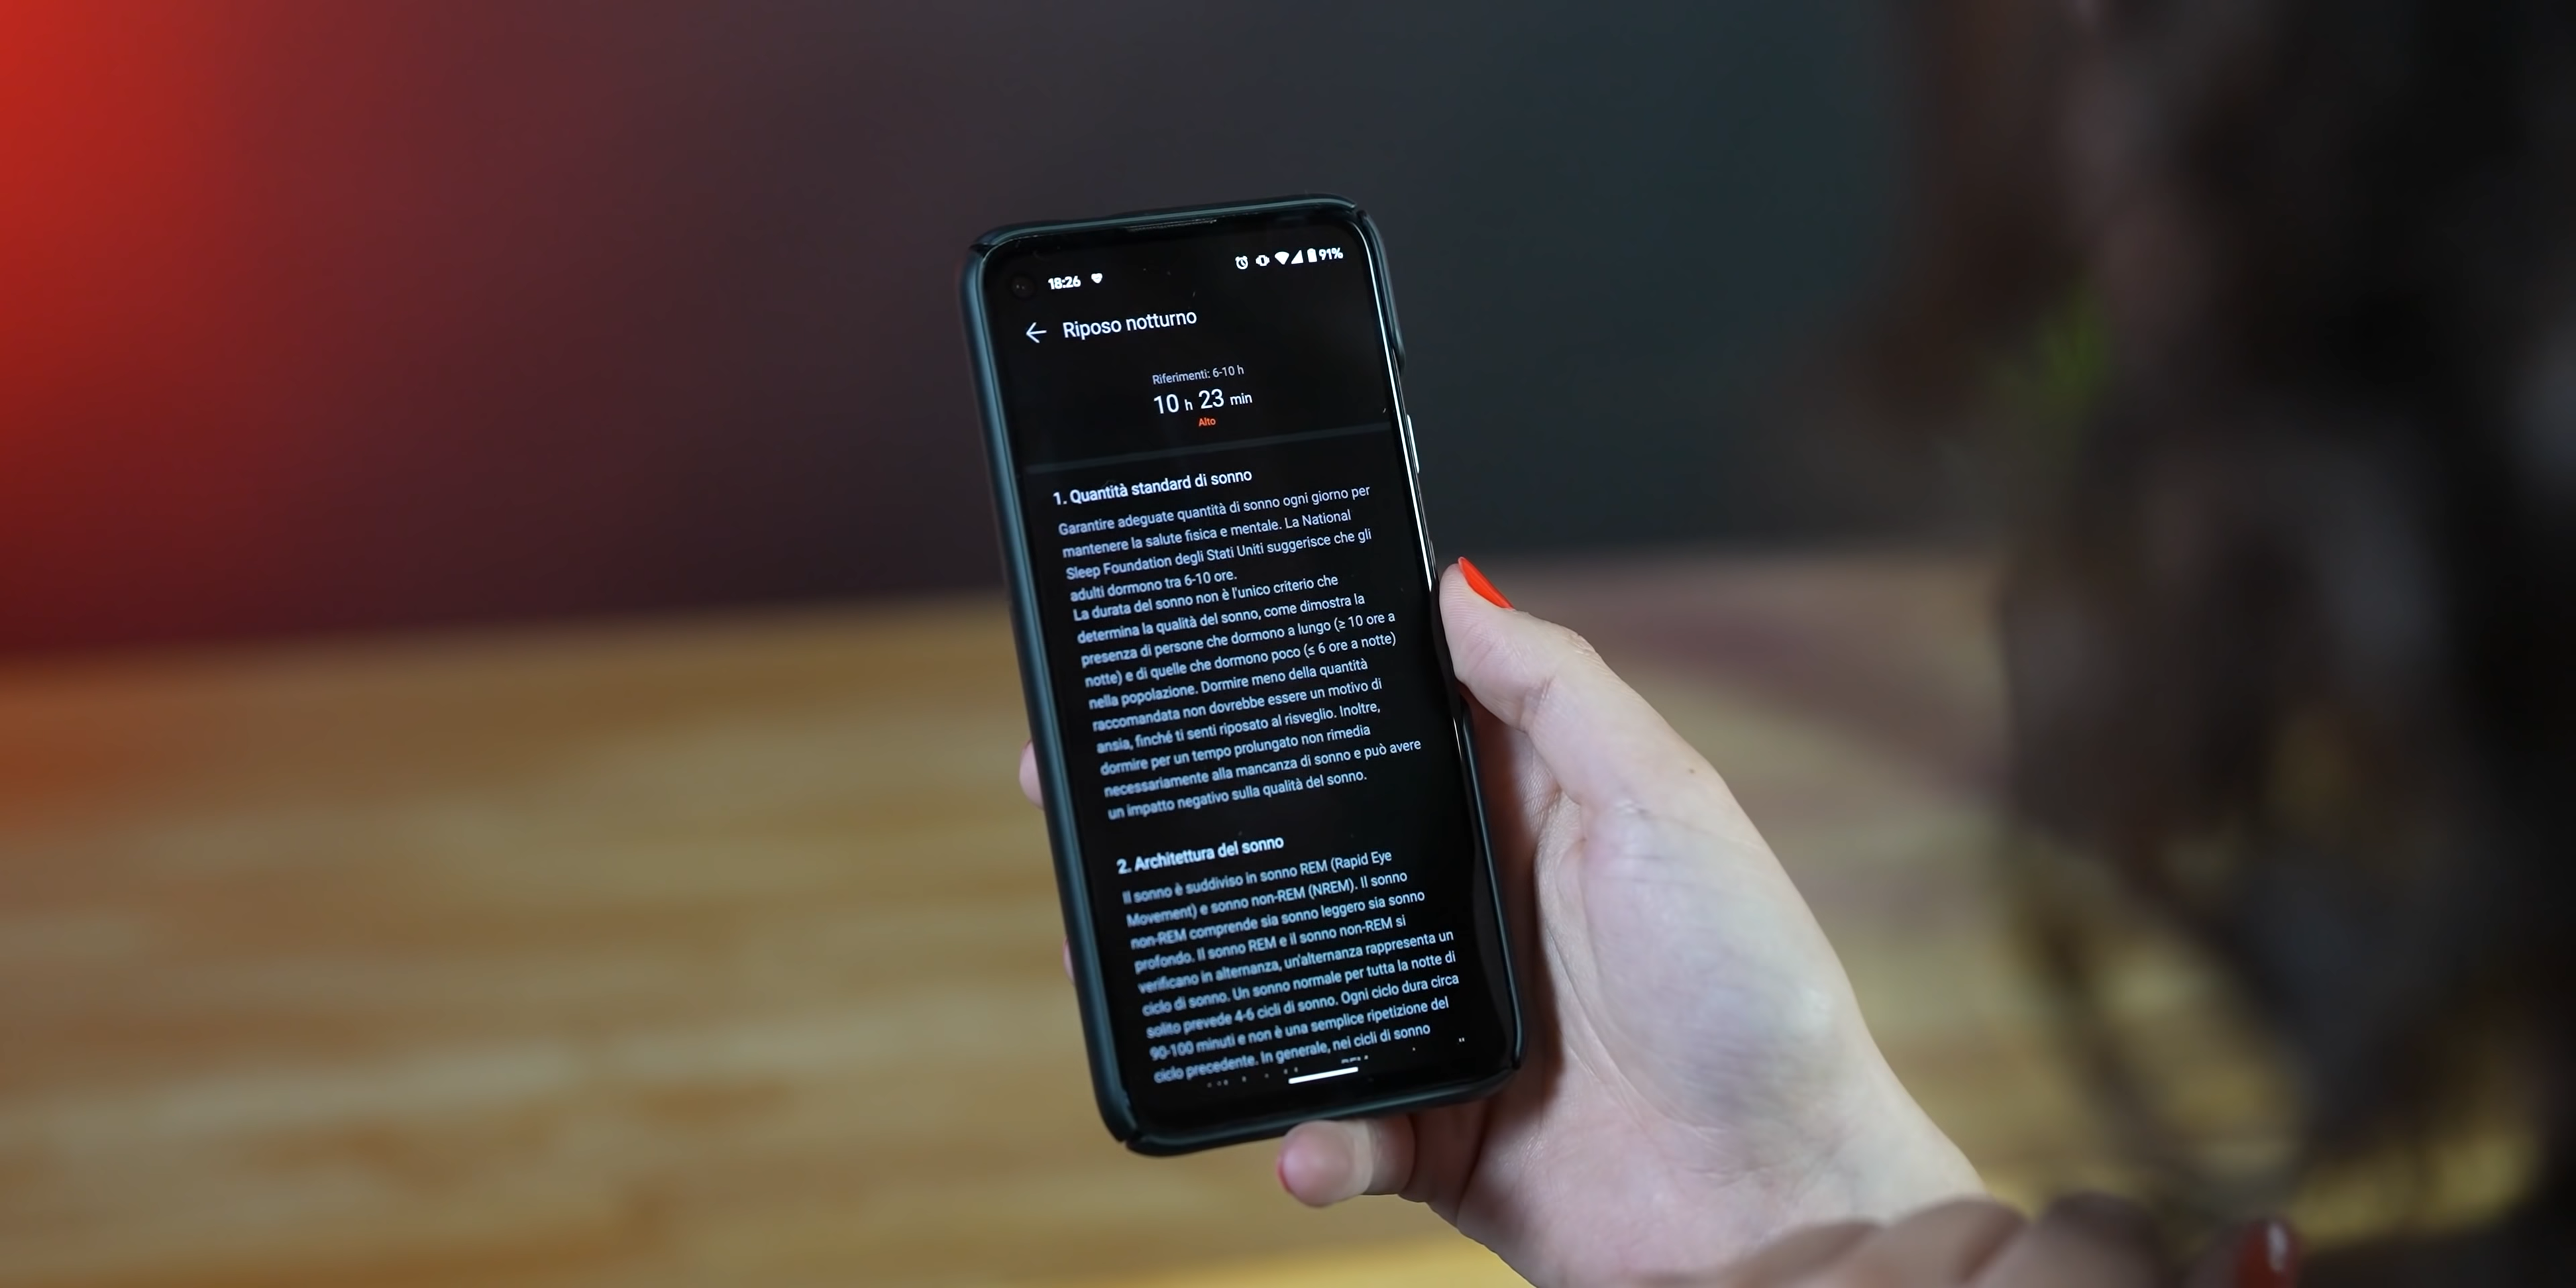 18:26
91%
Riposo notturno
Riferimenti: 6-10 h
10 h 23 min
Alto
1. Quantità standard di sonno
Garantire adeguate quantità di sonno ogni giorno per
mantenere la salute fisica e mentale. La National
Sleep Foundation degli Stati Uniti suggerisce che gli
adulti dormono tra 6-10 ore.
La durata del sonno non è l'unico criterio che
determina la qualità del sonno, come dimostra la
presenza di persone che dormono a lungo (≥ 10 ore a
notte) e di quelle che dormono poco (≤ 6 ore a notte)
nella popolazione. Dormire meno della quantità
raccomandata non dovrebbe essere un motivo di
ansia, finché ti senti riposato al risveglio. Inoltre,
dormire per un tempo prolungato non rimedia
necessariamente alla mancanza di sonno e può avere
un impatto negativo sulla qualità del sonno.
2. Architettura del sonno
Il sonno è suddiviso in sonno REM (Rapid Eye
Movement) e sonno non-REM (NREM). Il sonno
non-REM comprende sia sonno leggero sia sonno
profondo. Il sonno REM e il sonno non-REM si
verificano in alternanza, un'alternanza rappresenta un
ciclo di sonno. Un sonno normale per tutta la notte di
solito prevede 4-6 cicli di sonno. Ogni ciclo dura circa
90-100 minuti e non è una semplice ripetizione del
ciclo precedente. In generale, nei cicli di sonno